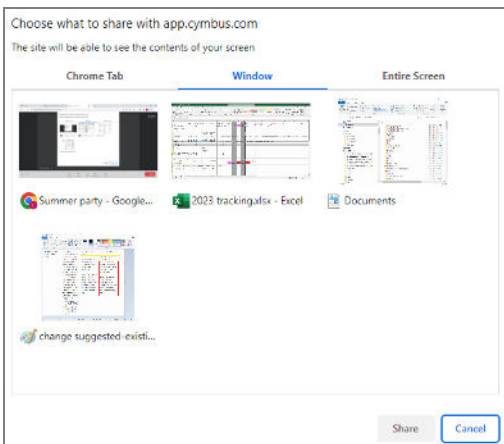 Choose what to share with app.cymbus.com
The site will be able to see the contents of your screen
Chrome Tab Window Entire Screen
Summer party - Google... 2023 tracking.xlsx - Excel Documents
change suggested-existi...
Share Cancel